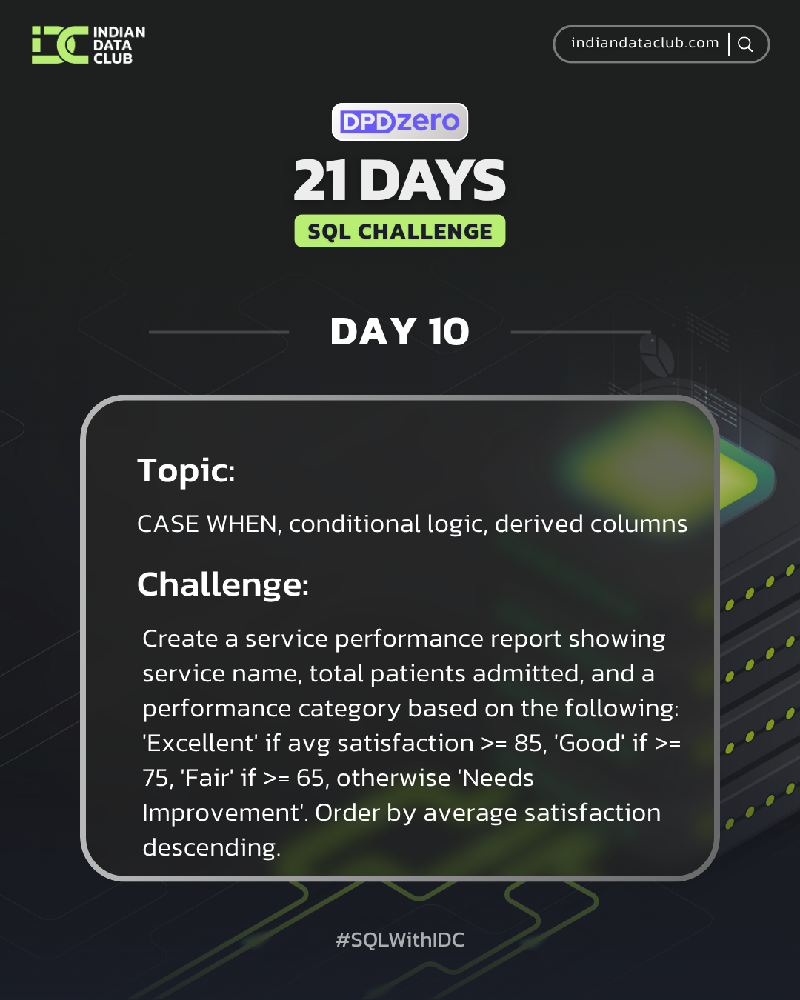 INDIAN
DATA
CLUB
indiandataclub.com
DPDzero
21 DAYS
SQL CHALLENGE
DAY 10
Topic:
CASE WHEN, conditional logic, derived columns
Challenge:
Create a service performance report showing
service name, total patients admitted, and a
performance category based on the following:
'Excellent' if avg satisfaction >= 85, 'Good' if >=
75, 'Fair' if >= 65, otherwise 'Needs
Improvement'. Order by average satisfaction
descending.
#SQLWithIDC